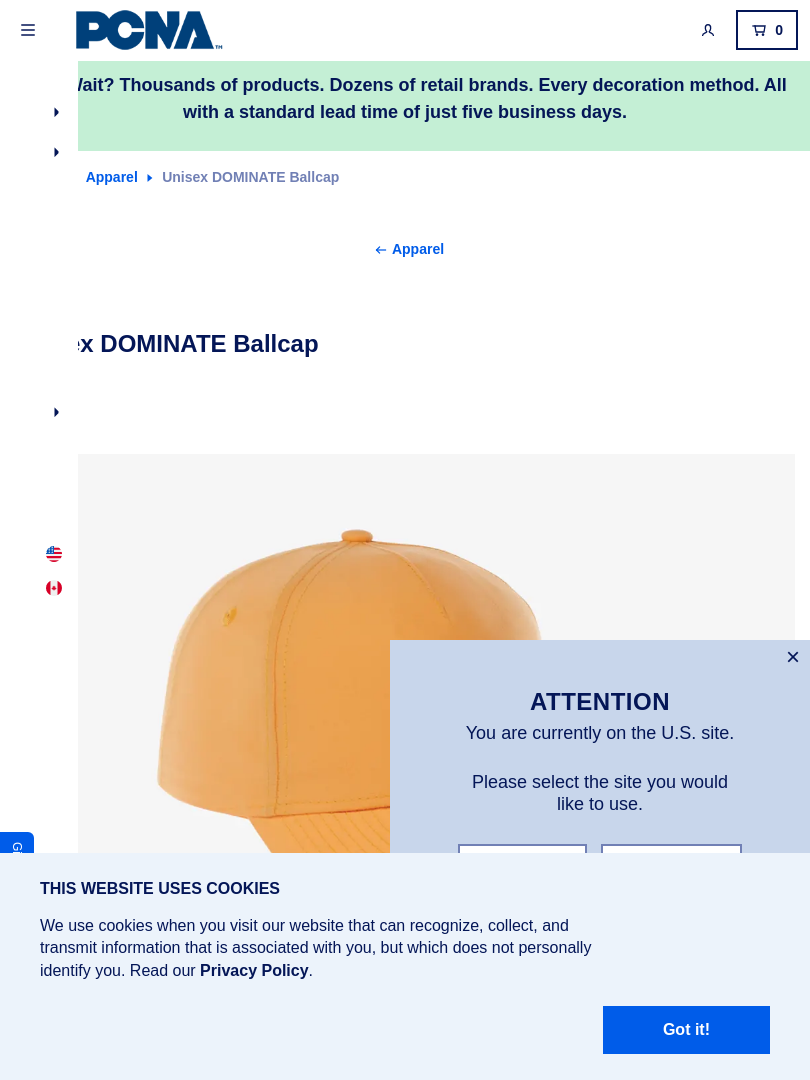 PCNA™
0
Wait? Thousands of products. Dozens of retail brands. Every decoration method. All
with a standard lead time of just five business days.
Apparel
Unisex DOMINATE Ballcap
Apparel
ex DOMINATE Ballcap
ATTENTION
You are currently on the U.S. site.
Please select the site you would
like to use.
THIS WEBSITE USES COOKIES
We use cookies when you visit our website that can recognize, collect, and
transmit information that is associated with you, but which does not personally
identify you. Read our Privacy Policy.
Got it!